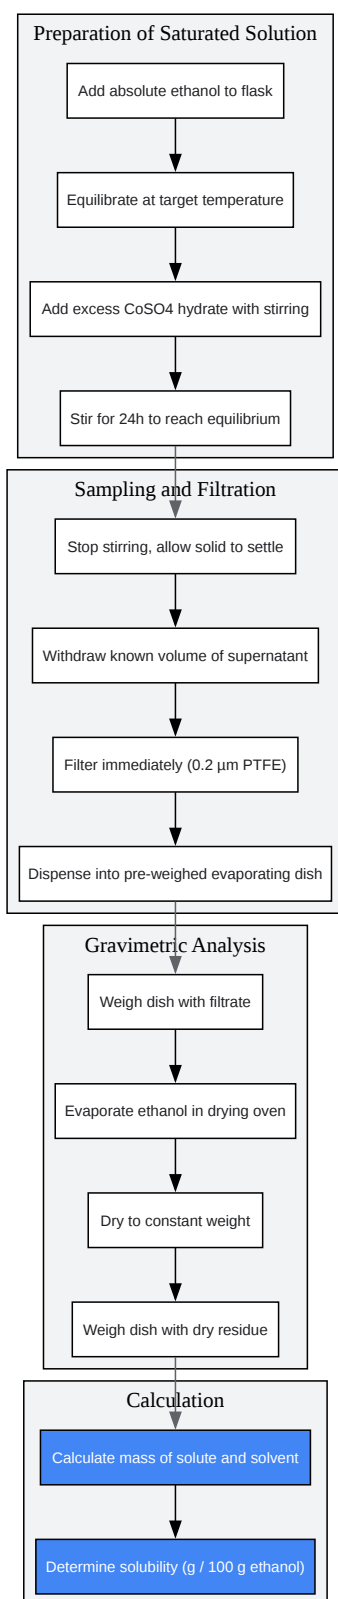 Preparation of Saturated Solution
Add absolute ethanol to flask
Equilibrate at target temperature
Add excess CoSO4 hydrate with stirring
Stir for 24h to reach equilibrium
Sampling and Filtration
Stop stirring, allow solid to settle
Withdraw known volume of supernatant
Filter immediately (0.2 µm PTFE)
Dispense into pre-weighed evaporating dish
Gravimetric Analysis
Weigh dish with filtrate
Evaporate ethanol in drying oven
Dry to constant weight
Weigh dish with dry residue
Calculation
Calculate mass of solute and solvent
Determine solubility (g / 100 g ethanol)